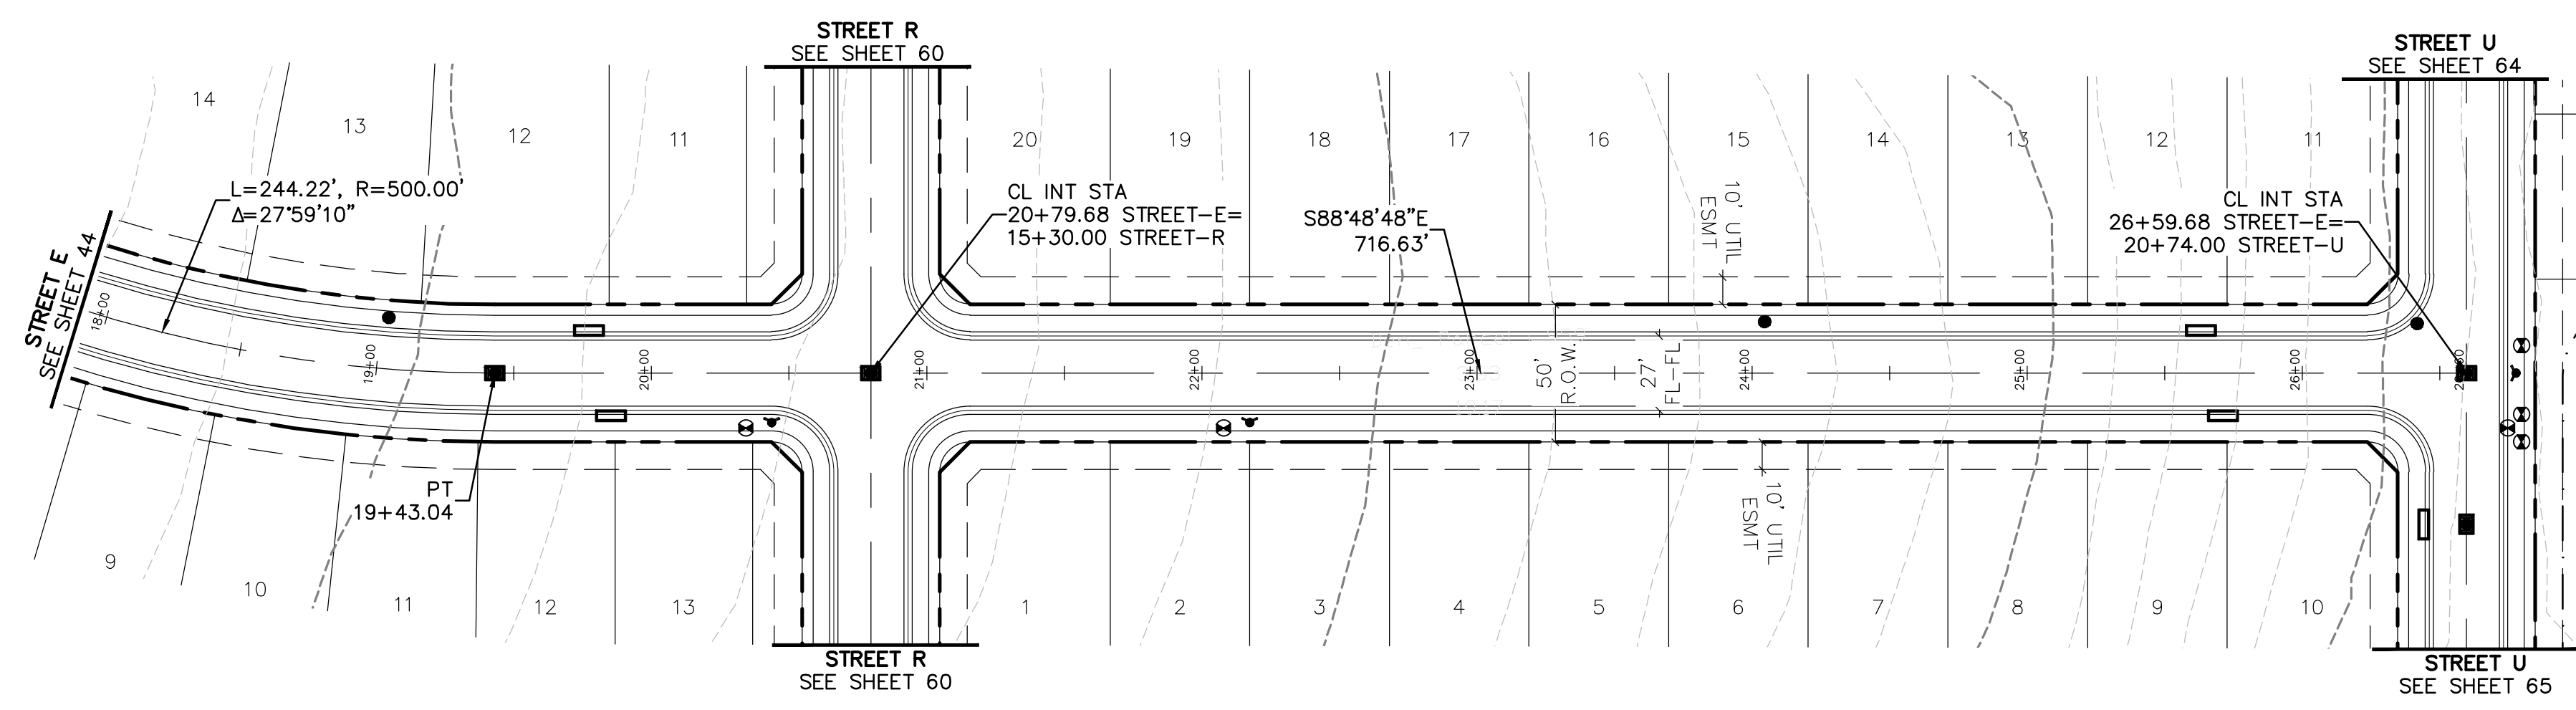 STREET R
SEE SHEET 60
STREET U
SEE SHEET 64
14
13
12
11
20
19
18
17
16
15
14
13
12
11
L=244.22', R=500.00'
Δ=27°59'10"
CL INT STA
20+79.68 STREET-E=
15+30.00 STREET-R
S88°48'48"E
716.63'
10' UTIL
ESMT
CL INT STA
26+59.68 STREET-E=
20+74.00 STREET-U
STREET E
SEE SHEET 44
18+00
19+00
20+00
21+00
22+00
23+00
24+00
25+00
26+00
50'
R.O.W.
27'
FL-FL
PT
19+43.04
10' UTIL
ESMT
9
10
11
12
13
1
2
3
4
5
6
7
8
9
10
STREET R
SEE SHEET 60
STREET U
SEE SHEET 65